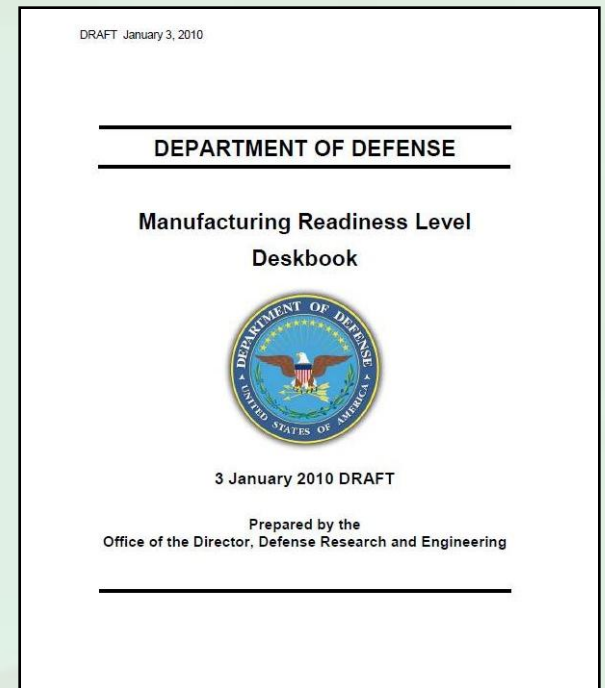 DRAFT January 3, 2010
DEPARTMENT OF DEFENSE
Manufacturing Readiness Level
Deskbook
DEPARTMENT OF DEFENSE
UNITED STATES OF AMERICA
3 January 2010 DRAFT
Prepared by the
Office of the Director, Defense Research and Engineering